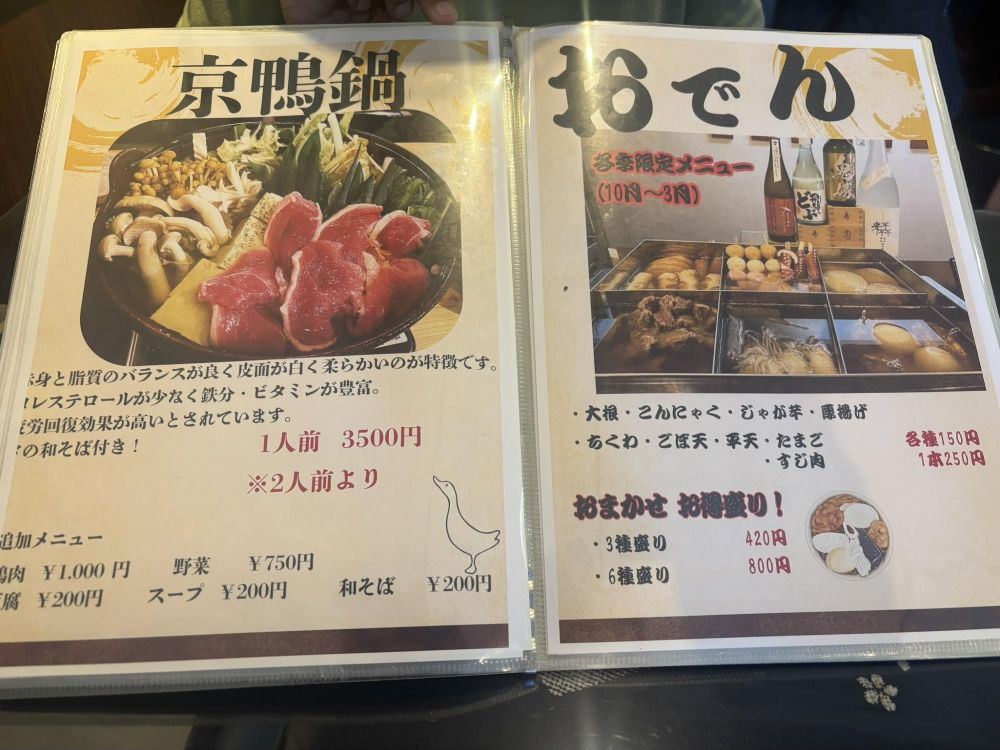 京鴨鍋
身と脂質のバランスが良く皮面が白く柔らかいのが特徴です。
レステロールが少なく鉄分・ビタミンが豊富。
労回復効果が高いとされています。
の和そば付き！
1人前 3500円
※2人前より
追加メニュー
鴨肉 ￥1.000 円 野菜 ￥750円
腐 ￥200円 スープ ￥200円 和そば ￥200円
おでん
冬季限定メニュー
(10月～3月)
・大根・こんにゃく・じゃが芋・厚揚げ
・ちくわ・ごぼ天・平天・たまご 各種150円
・すじ肉 1本250円
おまかせ お得盛り！
・3種盛り 420円
・6種盛り 800円